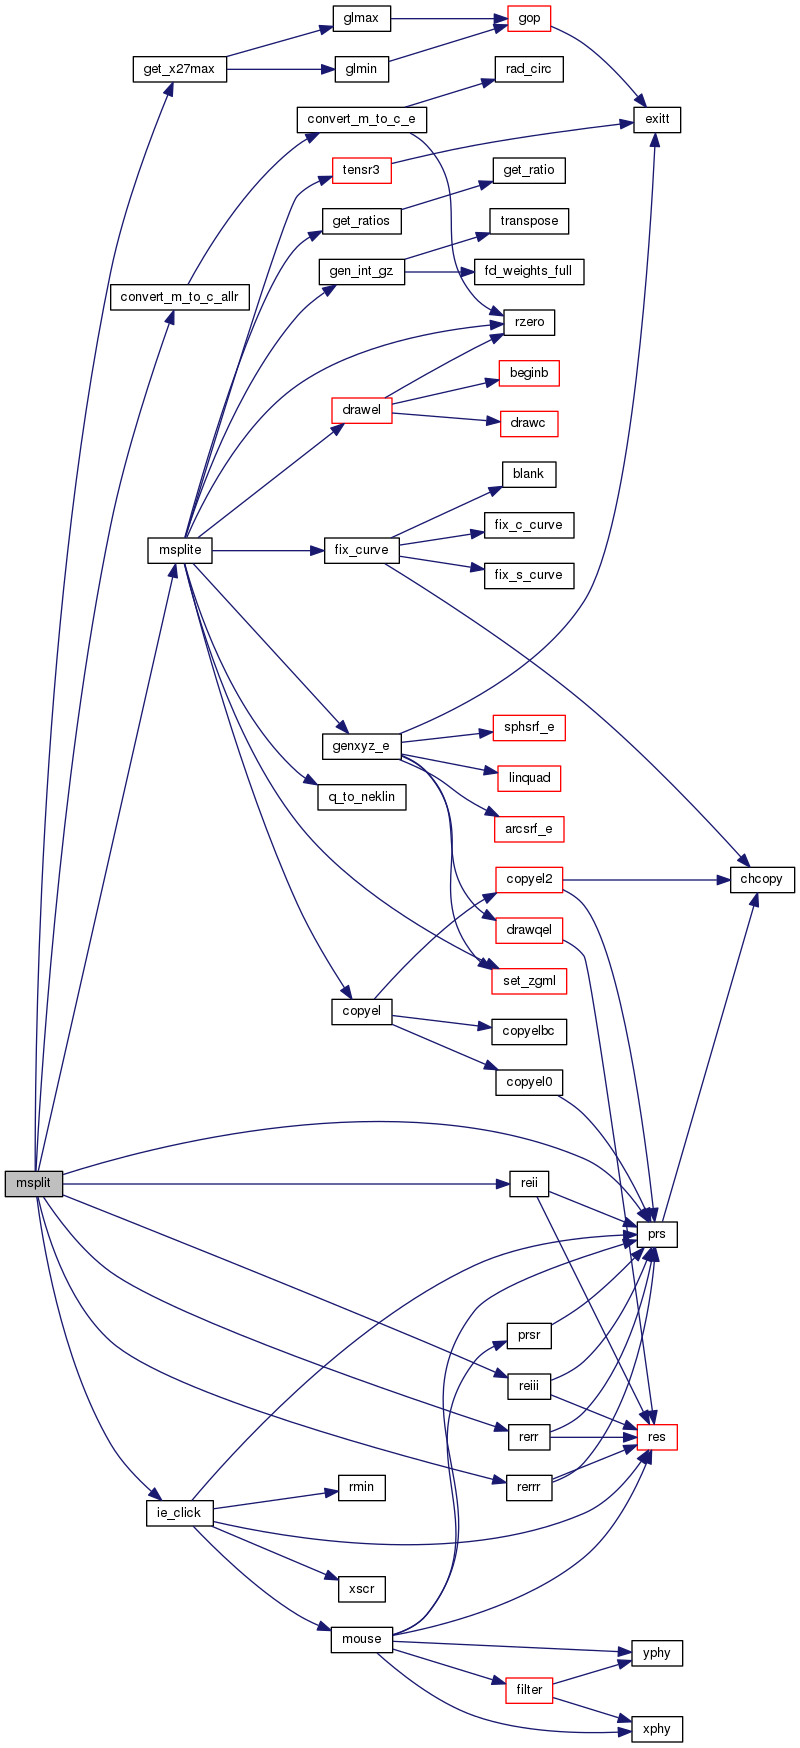 glmax
gop
get_x27max
glmin
rad_circ
convert_m_to_c_e
exitt
tensr3
get_ratio
get_ratios
transpose
gen_int_gz
fd_weights_full
convert_m_to_c_allr
rzero
beginb
drawel
drawc
blank
fix_c_curve
msplite
fix_curve
fix_s_curve
sphsrf_e
genxyz_e
linquad
q_to_neklin
arcsrf_e
copyel2
chcopy
drawqel
set_zgml
copyel
copyelbc
copyel0
msplit
reii
prs
prsr
reiii
rerr
res
rmin
rerrr
ie_click
xscr
mouse
yphy
filter
xphy